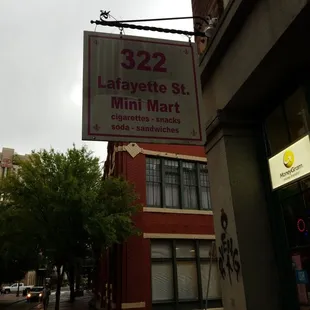 322
Lafayette St.
Mini Mart
cigarettes - snacks
soda - sandwiches
MoneyGram